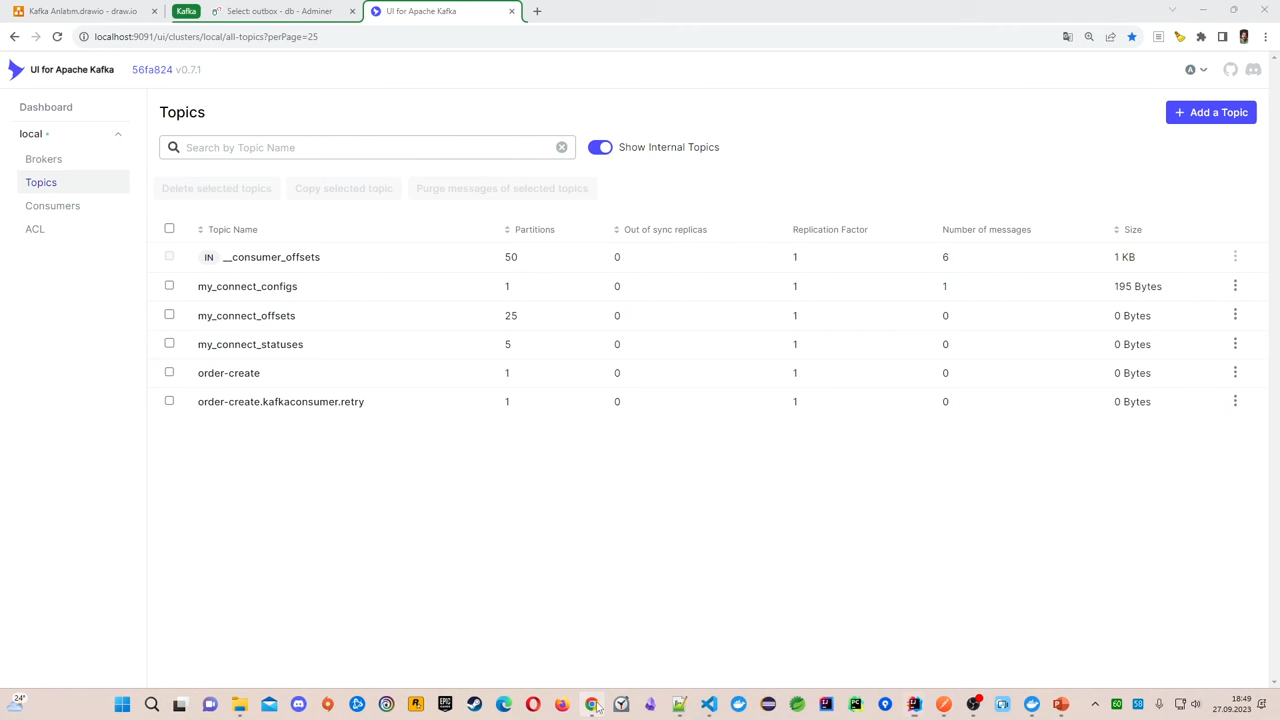 Kafka Anlatım.drawio - draw.io
Kafka
Select: outbox - db - Adminer
UI for Apache Kafka
localhost:9091/ui/clusters/local/all-topics?perPage=25
UI for Apache Kafka
56fa824 v0.7.1
A
Dashboard
local
Brokers
Topics
Consumers
ACL
Topics
Add a Topic
Search by Topic Name
Show Internal Topics
Delete selected topics
Copy selected topic
Purge messages of selected topics
Topic Name Partitions Out of sync replicas Replication Factor Number of messages Size
IN __consumer_offsets 50 0 1 6 1 KB
my_connect_configs 1 0 1 1 195 Bytes
my_connect_offsets 25 0 1 0 0 Bytes
my_connect_statuses 5 0 1 0 0 Bytes
order-create 1 0 1 0 0 Bytes
order-create.kafkaconsumer.retry 1 0 1 0 0 Bytes
24°
60
58
18:49
27.09.2023